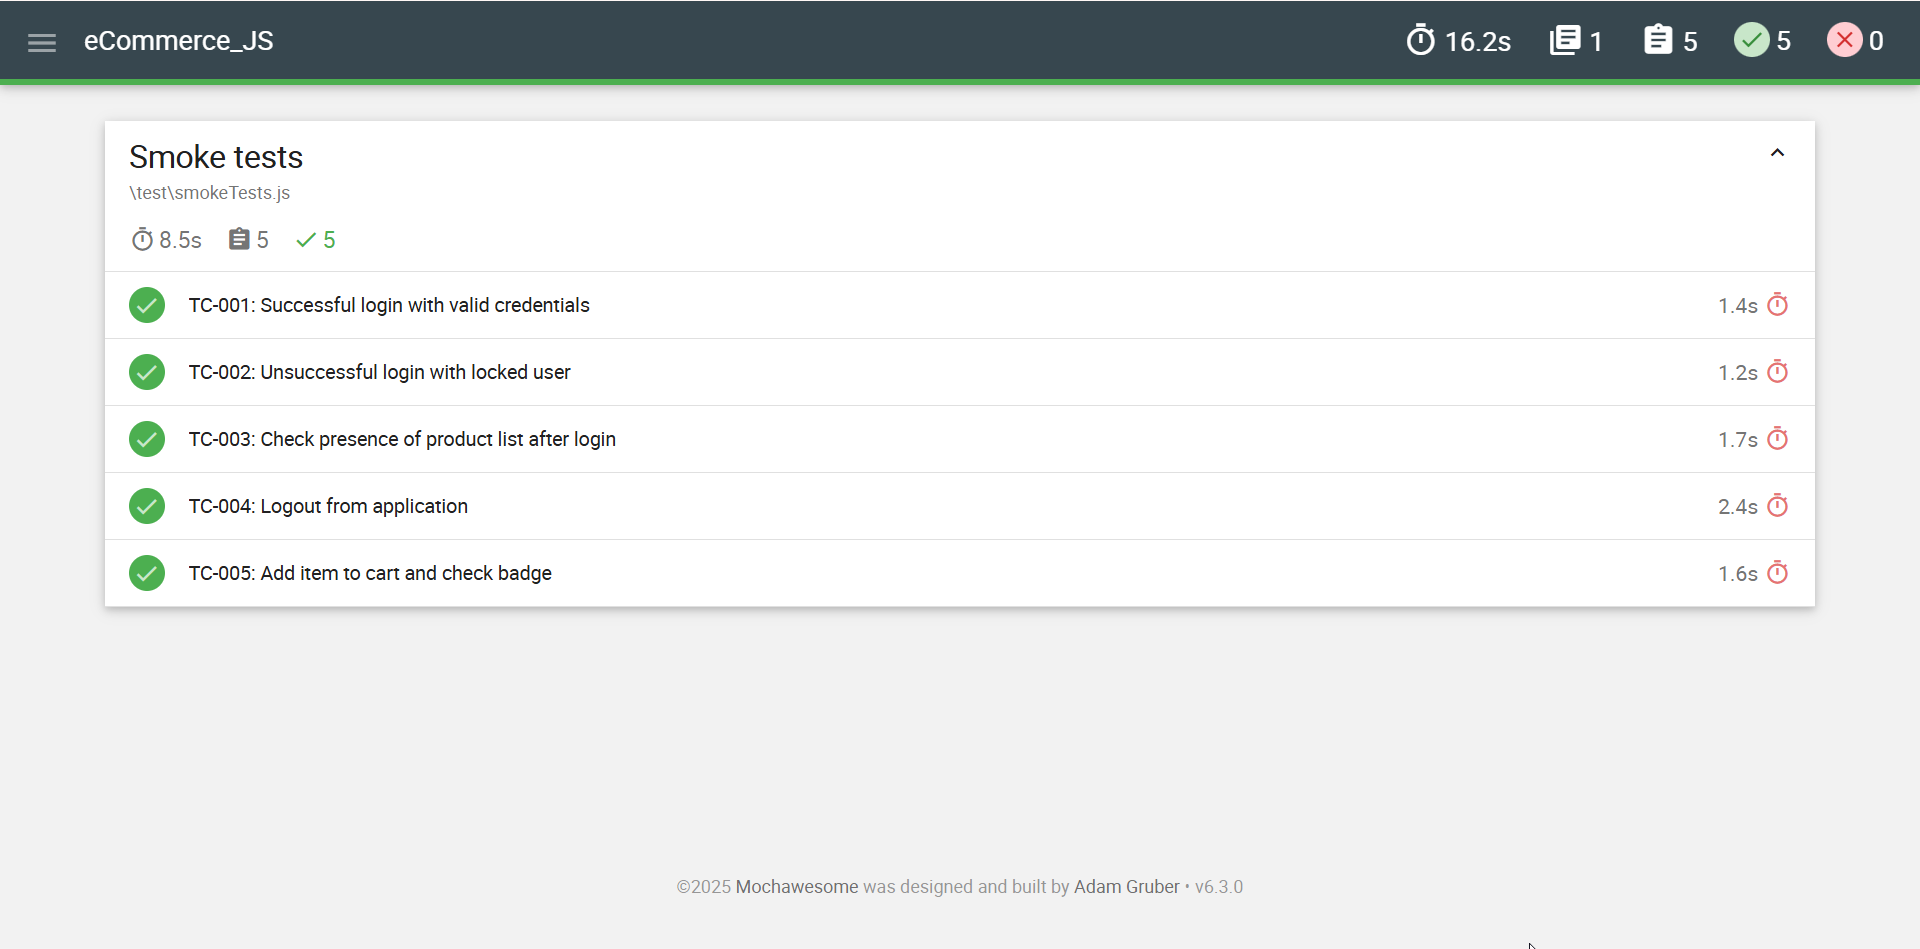 eCommerce_JS 16.2s 1 5 5 0
Smoke tests
\test\smokeTests.js
8.5s 5 5
TC-001: Successful login with valid credentials 1.4s
TC-002: Unsuccessful login with locked user 1.2s
TC-003: Check presence of product list after login 1.7s
TC-004: Logout from application 2.4s
TC-005: Add item to cart and check badge 1.6s
©2025 Mochawesome was designed and built by Adam Gruber • v6.3.0